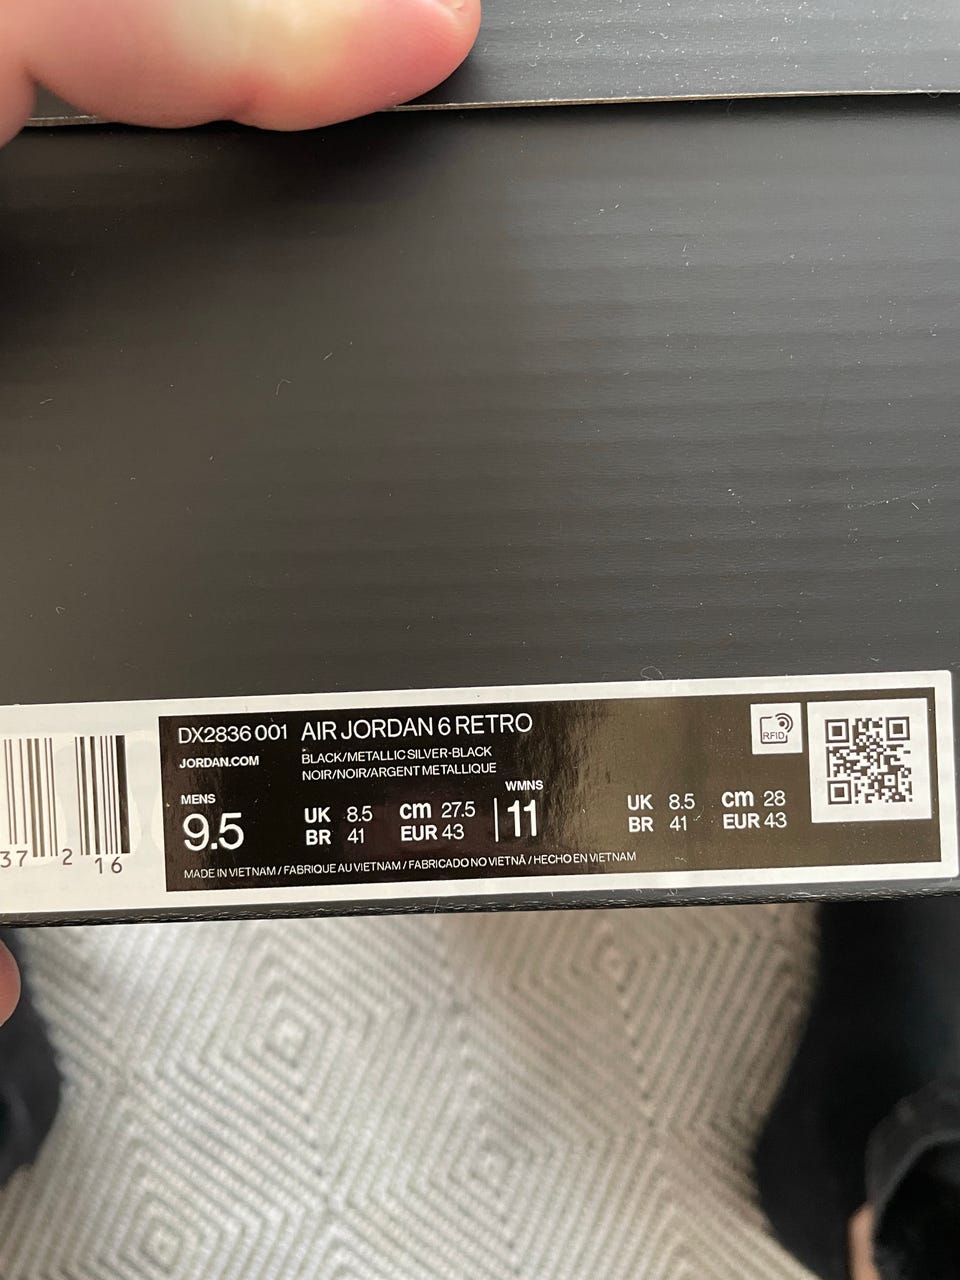 DX2836 001 AIR JORDAN 6 RETRO
JORDAN.COM
BLACK/METALLIC SILVER-BLACK
NOIR/NOIR/ARGENT METALLIQUE
RFID
MENS
9.5
UK 8.5 cm 27.5
BR 41 EUR 43
WMNS
11
UK 8.5 cm 28
BR 41 EUR 43
MADE IN VIETNAM / FABRIQUE AU VIETNAM / FABRICADO NO VIETNÃ / HECHO EN VIETNAM
37 2 16